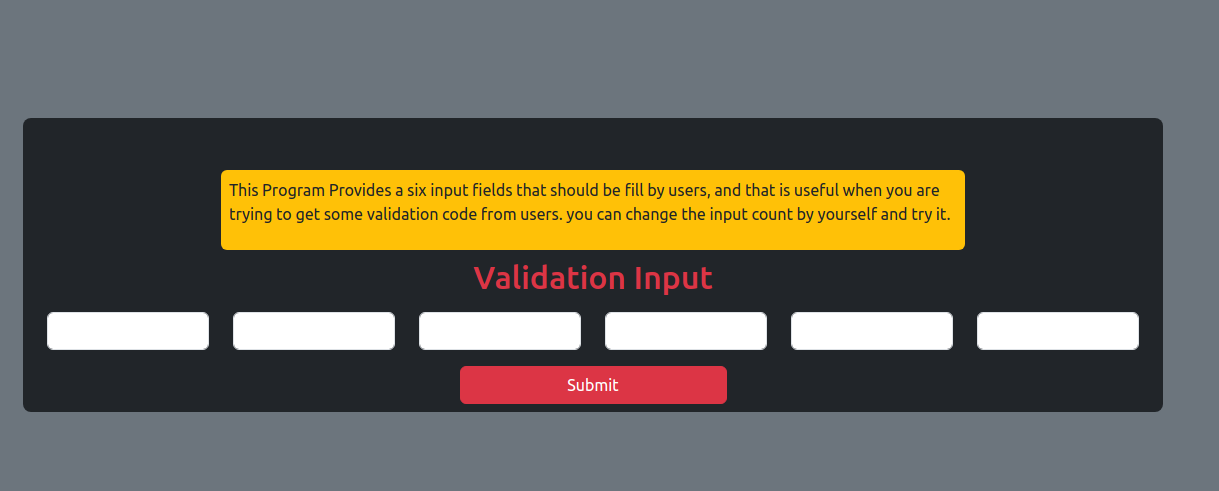 This Program Provides a six input fields that should be fill by users, and that is useful when you are
trying to get some validation code from users. you can change the input count by yourself and try it.
Validation Input
Submit